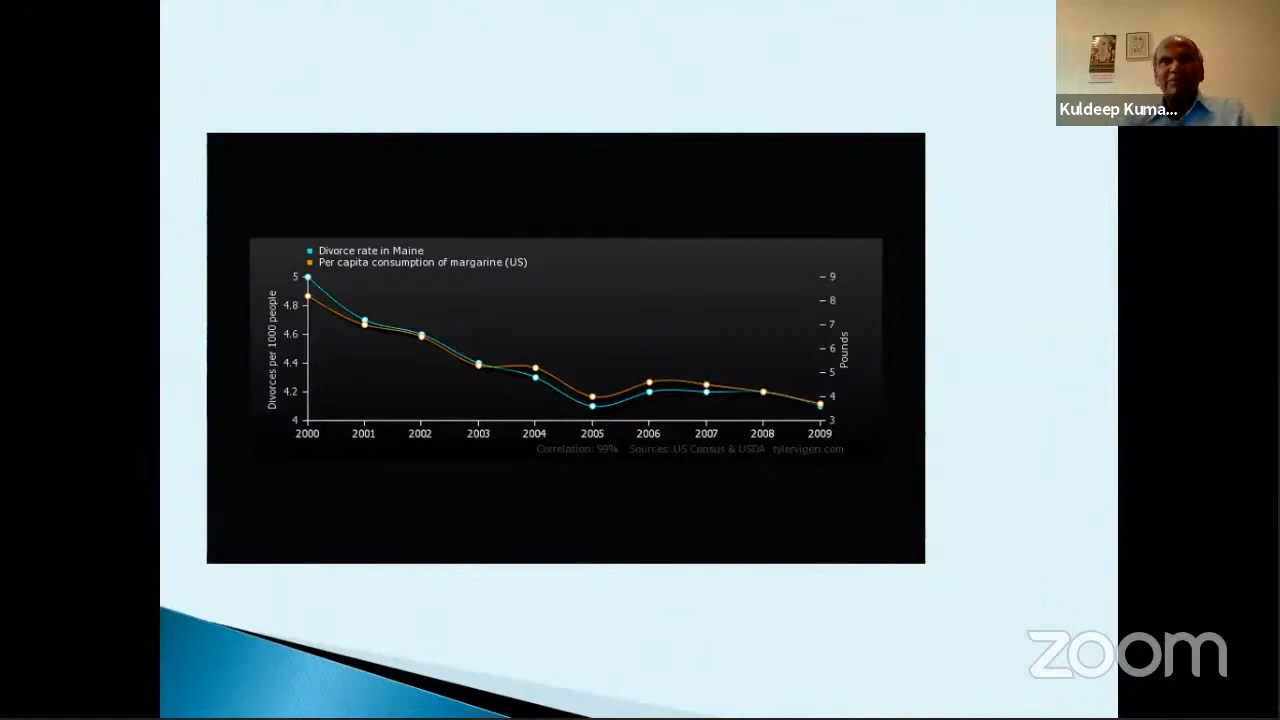 Kuldeep Kuma...
Divorce rate in Maine
Per capita consumption of margarine (US)
5
4.8
4.6
4.4
4.2
4
Divorces per 1000 people
9
8
7
6
5
4
3
Pounds
2000 2001 2002 2003 2004 2005 2006 2007 2008 2009
Correlation: 99% Sources: US Census & USDA tylervigen.com
zoom